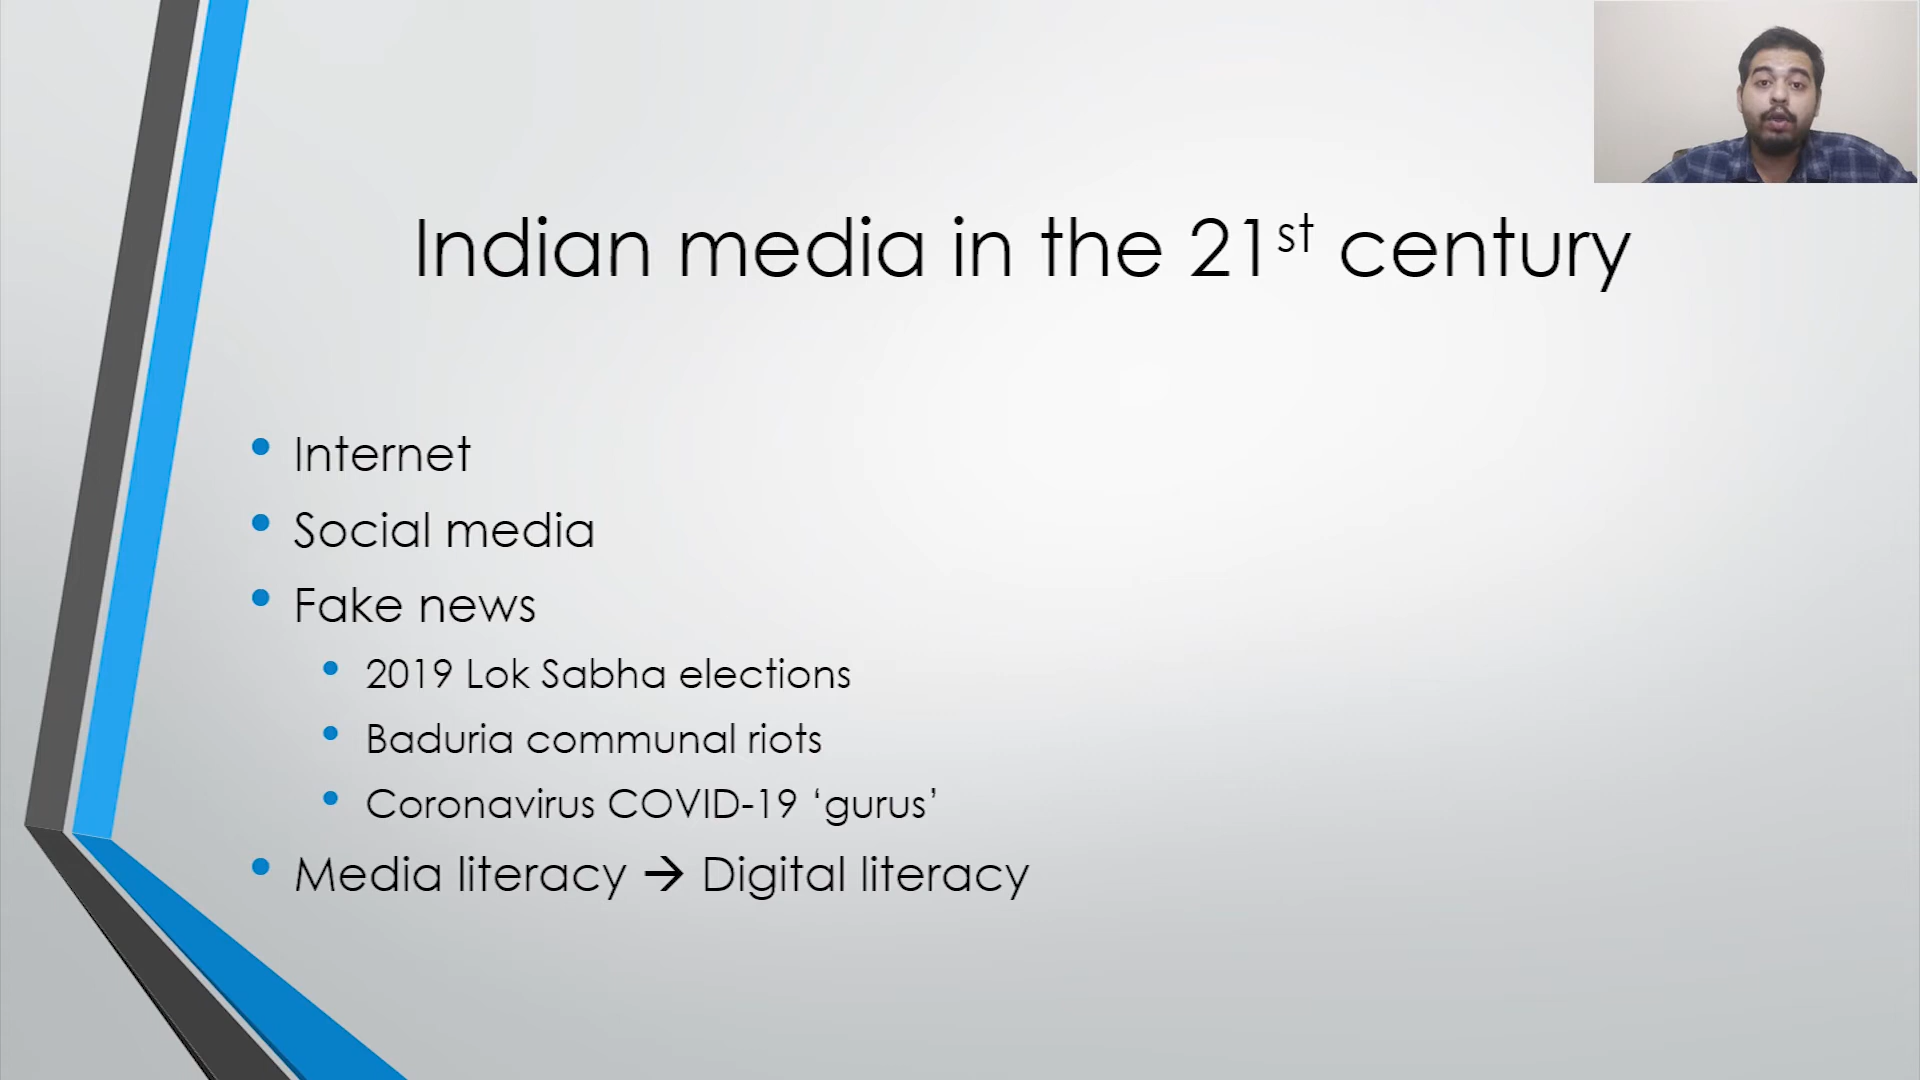 Indian media in the 21st century
• Internet
• Social media
• Fake news
• 2019 Lok Sabha elections
• Baduria communal riots
• Coronavirus COVID-19 ‘gurus’
• Media literacy → Digital literacy